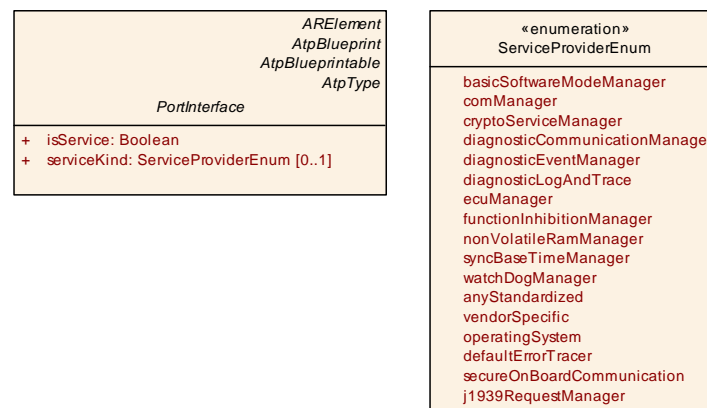 ARElement
AtpBlueprint
AtpBlueprintable
AtpType
PortInterface
+ isService: Boolean
+ serviceKind: ServiceProviderEnum [0..1]
«enumeration»
ServiceProviderEnum
basicSoftwareModeManager
comManager
cryptoServiceManager
diagnosticCommunicationManage
diagnosticEventManager
diagnosticLogAndTrace
ecuManager
functionInhibitionManager
nonVolatileRamManager
syncBaseTimeManager
watchDogManager
anyStandardized
vendorSpecific
operatingSystem
defaultErrorTracer
secureOnBoardCommunication
j1939RequestManager